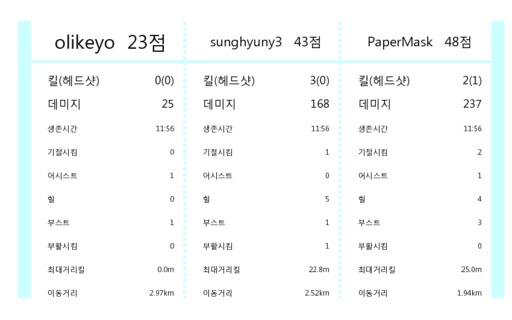 olikeyo 23점 sunghyuny3 43점 PaperMask 48점
킬(헤드샷) 0(0) 킬(헤드샷) 3(0) 킬(헤드샷) 2(1)
데미지 25 데미지 168 데미지 237
생존시간 11:56 생존시간 11:56 생존시간 11:56
기절시킴 0 기절시킴 1 기절시킴 2
어시스트 1 어시스트 0 어시스트 1
힐 0 힐 5 힐 4
부스트 1 부스트 1 부스트 3
부활시킴 0 부활시킴 1 부활시킴 0
최대거리킬 0.0m 최대거리킬 22.8m 최대거리킬 25.0m
이동거리 2.97km 이동거리 2.52km 이동거리 1.94km